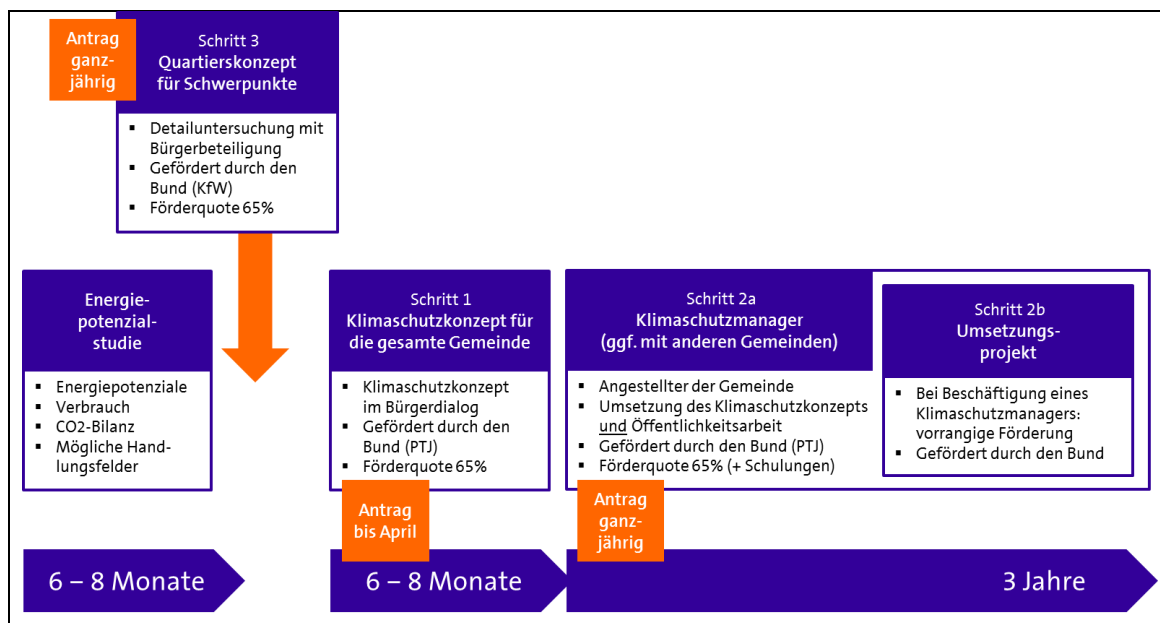 Antrag
ganz-
jährig
Schritt 3
Quartierskonzept
für Schwerpunkte
▪ Detailuntersuchung mit
Bürgerbeteiligung
▪ Gefördert durch den
Bund (KfW)
▪ Förderquote 65%
Energie-
potenzial-
studie
▪ Energiepotenziale
▪ Verbrauch
▪ CO2-Bilanz
▪ Mögliche Hand-
lungsfelder
Schritt 1
Klimaschutzkonzept für
die gesamte Gemeinde
▪ Klimaschutzkonzept
im Bürgerdialog
▪ Gefördert durch den
Bund (PTJ)
▪ Förderquote 65%
Schritt 2a
Klimaschutzmanager
(ggf. mit anderen Gemeinden)
▪ Angestellter der Gemeinde
▪ Umsetzung des Klimaschutzkonzepts
und Öffentlichkeitsarbeit
▪ Gefördert durch den Bund (PTJ)
▪ Förderquote 65% (+ Schulungen)
Schritt 2b
Umsetzungs-
projekt
▪ Bei Beschäftigung eines
Klimaschutzmanagers:
vorrangige Förderung
▪ Gefördert durch den Bund
Antrag
bis April
Antrag
ganz-
jährig
6 – 8 Monate
6 – 8 Monate
3 Jahre